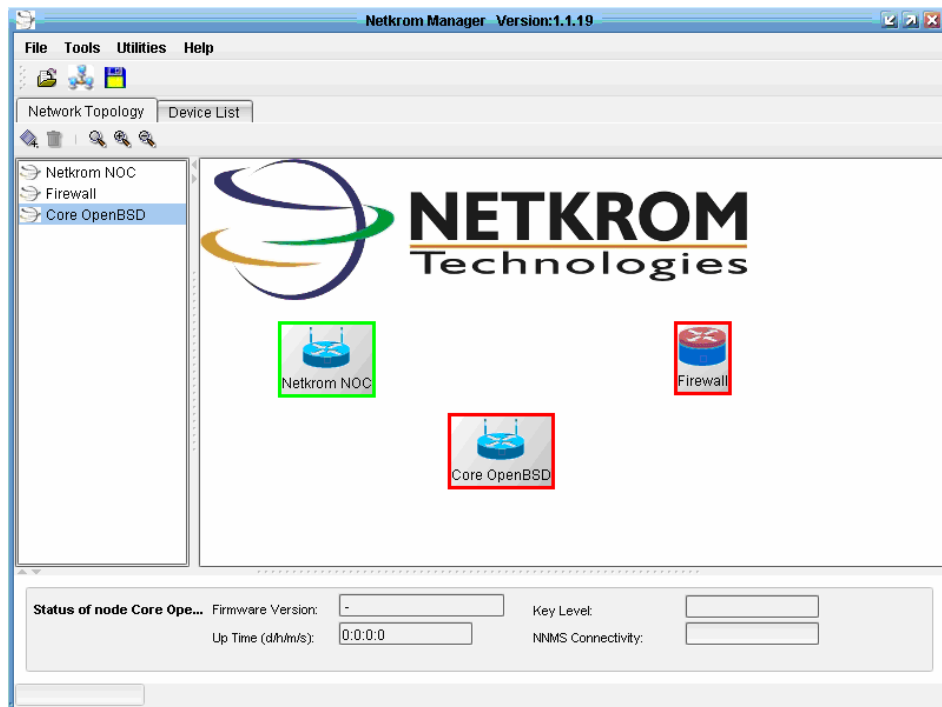 Netkrom Manager Version:1.1.19
File Tools Utilities Help
Network Topology Device List
Netkrom NOC
Firewall
Core OpenBSD
NETKROM
Technologies
Netkrom NOC
Firewall
Core OpenBSD
Status of node Core Ope... Firmware Version: - Key Level:
Up Time (d/h/m/s): 0:0:0:0 NNMS Connectivity: